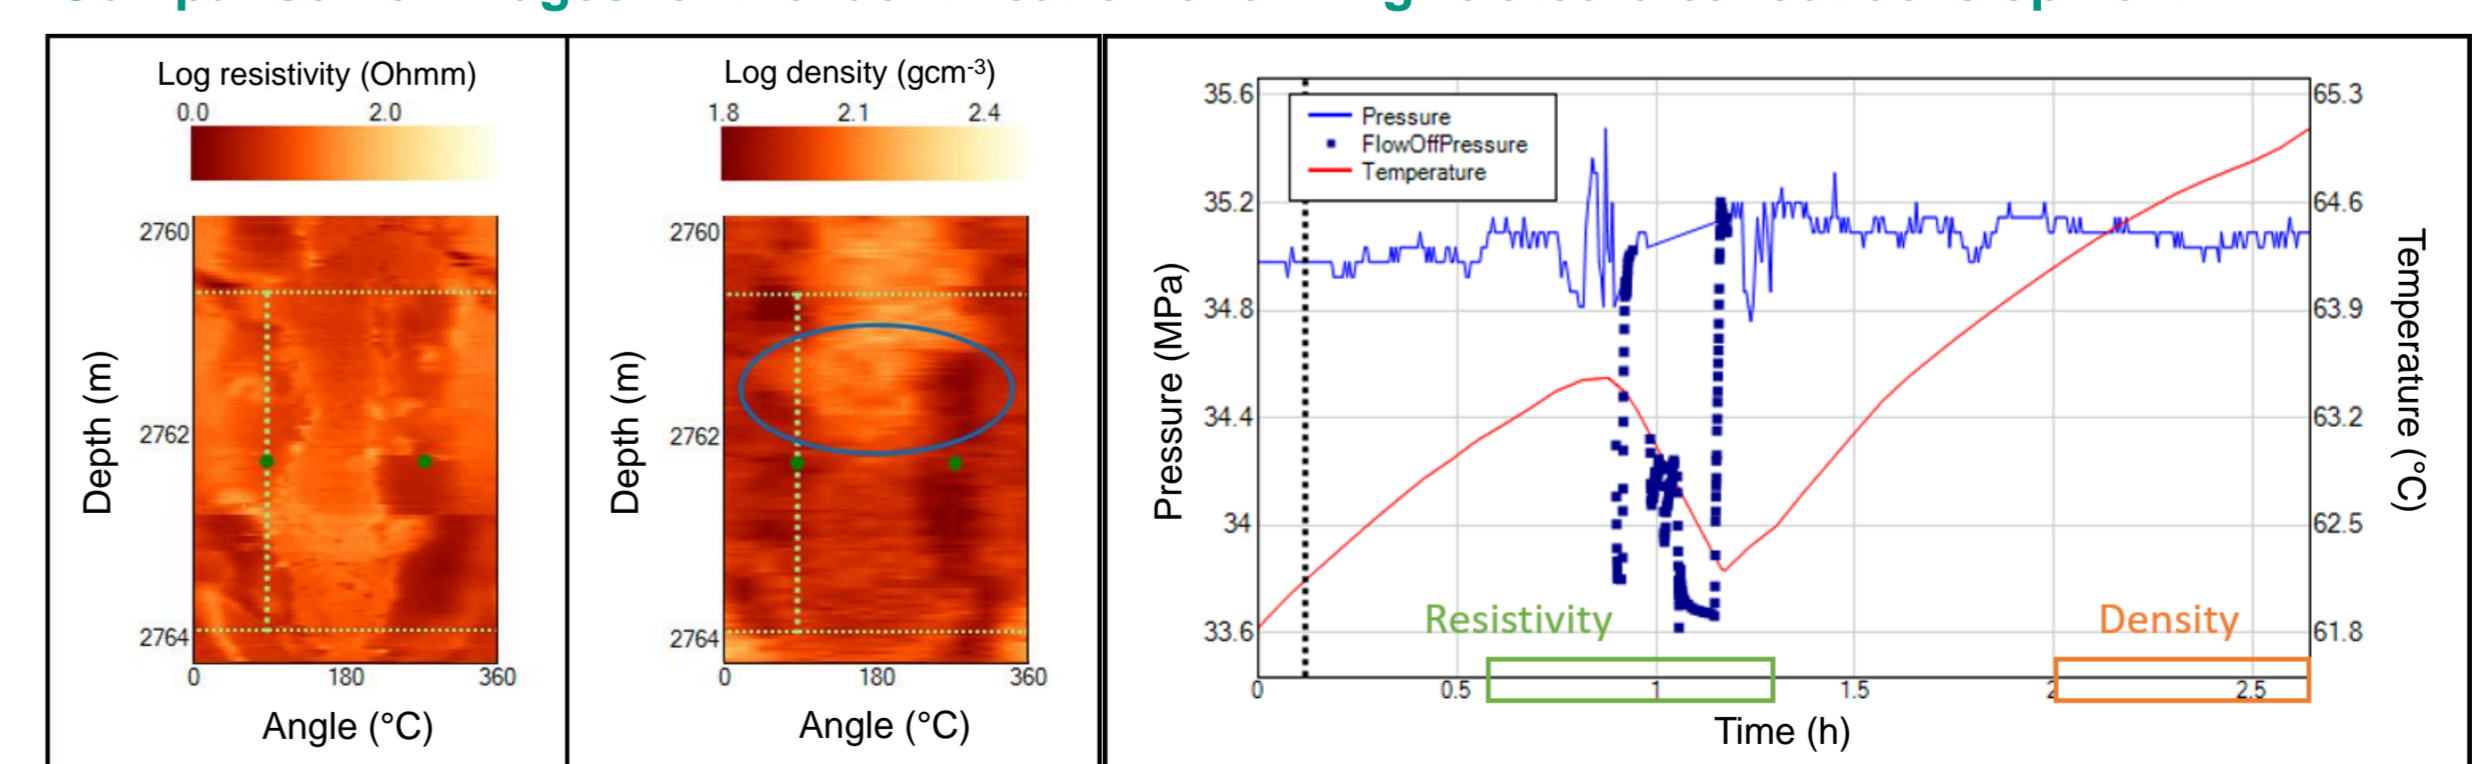 Log resistivity (Ohmm)
0.0 2.0
2760
2762
2764
0 180 360
Depth (m)
Angle (°C)
Log density (gcm-3)
1.8 2.1 2.4
2760
2762
2764
0 180 360
Depth (m)
Angle (°C)
Pressure
FlowOffPressure
Temperature
35.6
35.2
34.8
34.4
34
33.6
Pressure (MPa)
65.3
64.6
63.9
63.2
62.5
61.8
Temperature (°C)
Resistivity
Density
0 0.5 1 1.5 2 2.5
Time (h)